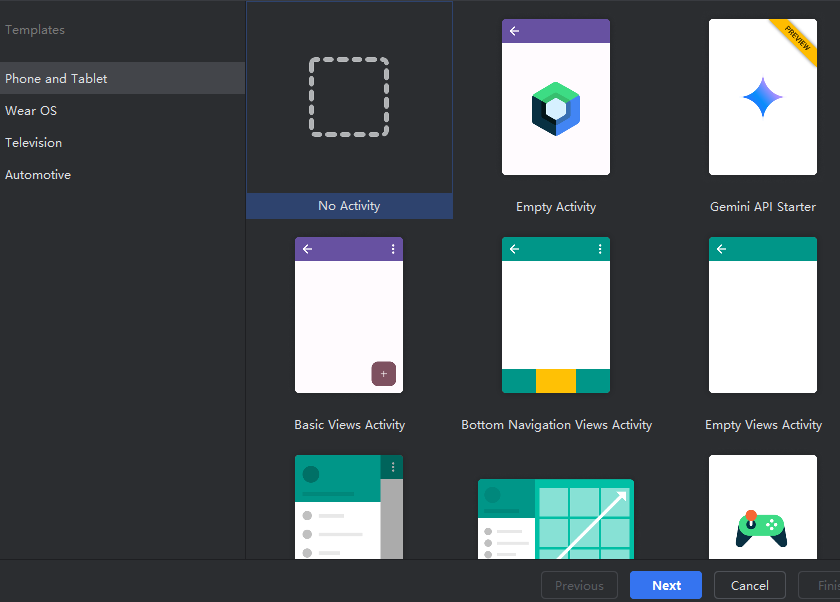 Templates
Phone and Tablet
Wear OS
Television
Automotive
PREVIEW
No Activity
Empty Activity
Gemini API Starter
Basic Views Activity
Bottom Navigation Views Activity
Empty Views Activity
Previous
Next
Cancel